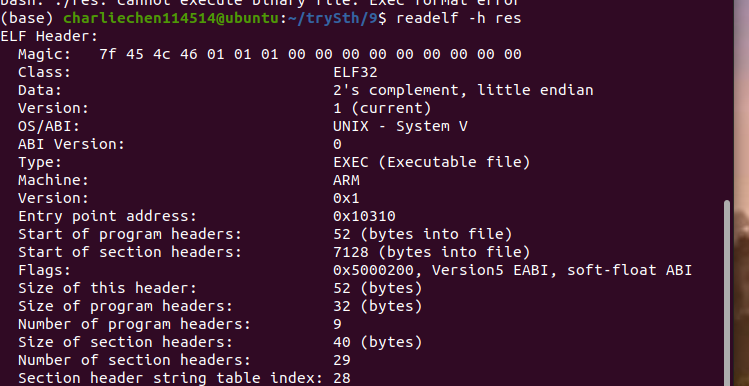 bash: ./res: cannot execute binary file: Exec format error
(base) charliechen114514@ubuntu:~/trySth/9$ readelf -h res
ELF Header:
  Magic:   7f 45 4c 46 01 01 01 00 00 00 00 00 00 00 00 00
  Class:                             ELF32
  Data:                              2's complement, little endian
  Version:                           1 (current)
  OS/ABI:                            UNIX - System V
  ABI Version:                       0
  Type:                              EXEC (Executable file)
  Machine:                           ARM
  Version:                           0x1
  Entry point address:               0x10310
  Start of program headers:          52 (bytes into file)
  Start of section headers:          7128 (bytes into file)
  Flags:                             0x5000200, Version5 EABI, soft-float ABI
  Size of this header:               52 (bytes)
  Size of program headers:           32 (bytes)
  Number of program headers:         9
  Size of section headers:           40 (bytes)
  Number of section headers:         29
  Section header string table index: 28